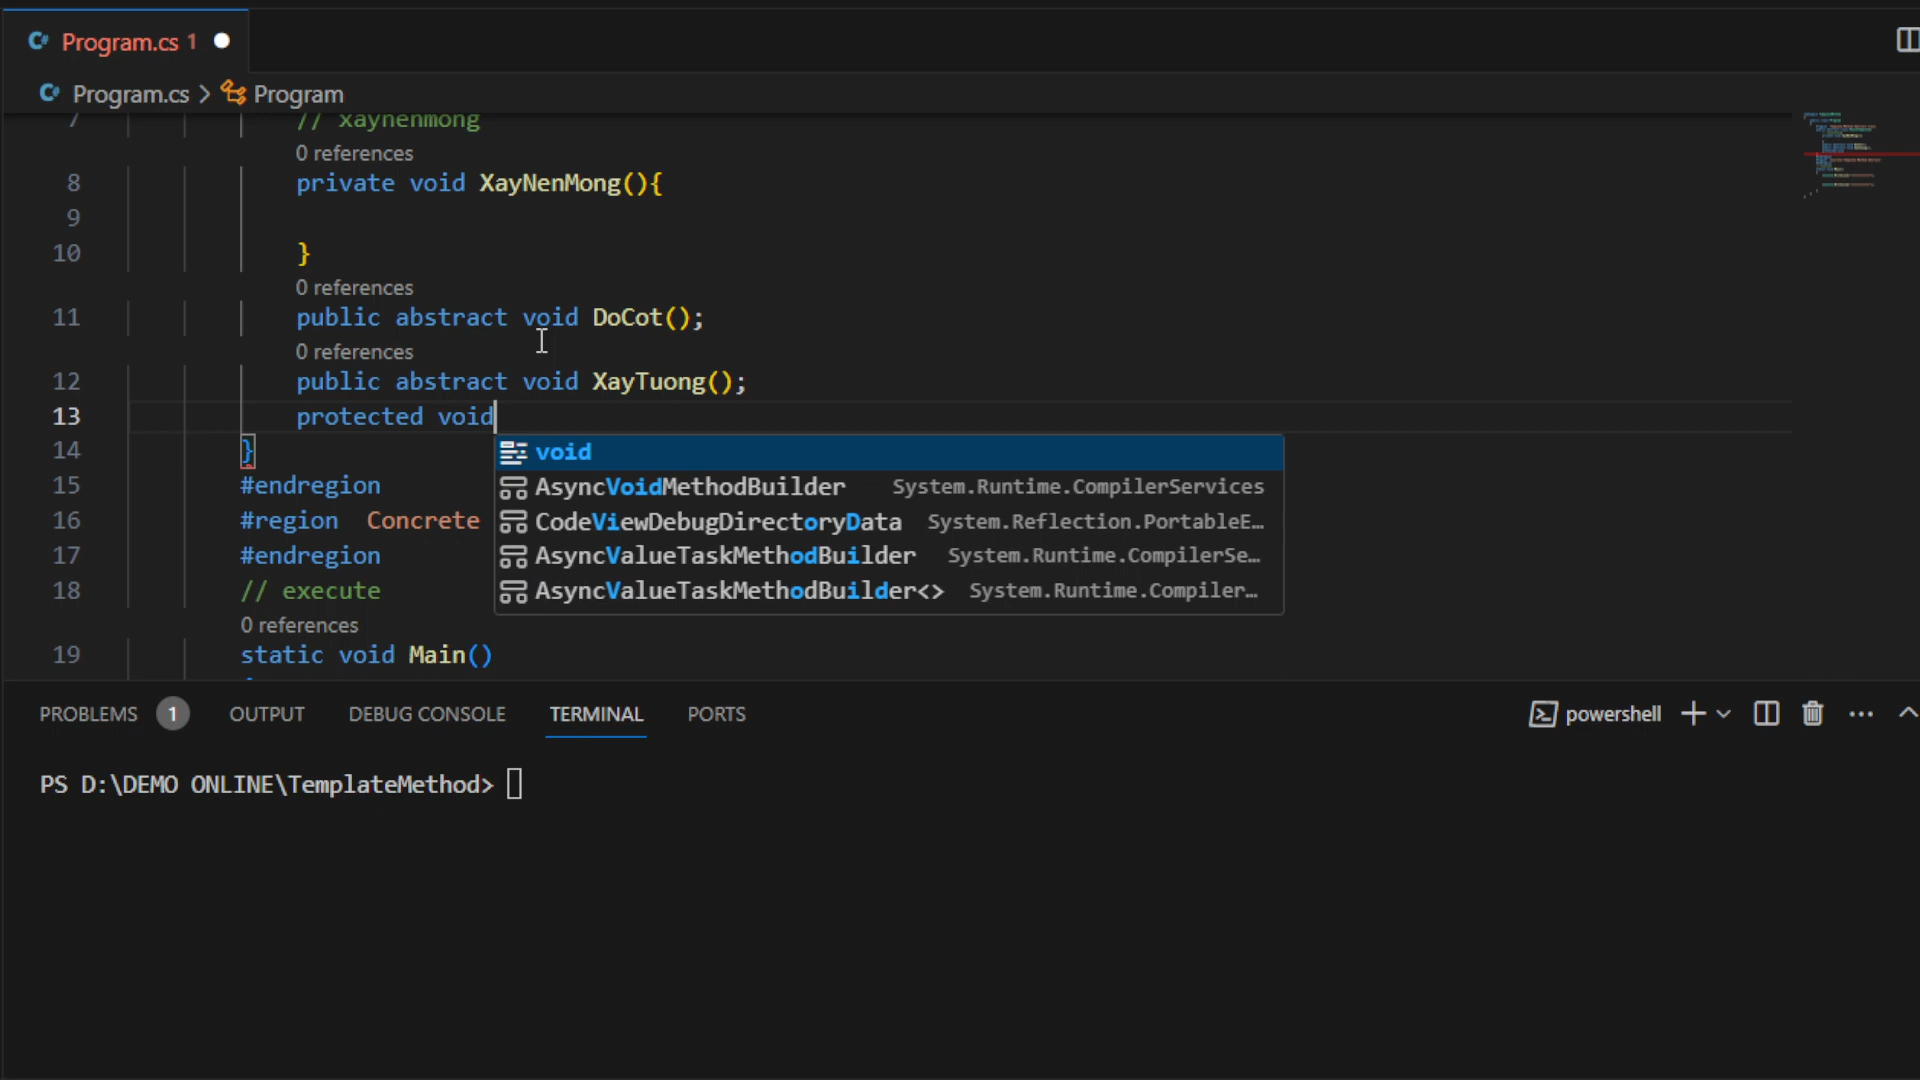 Program.cs 1
Program.cs > Program
7 // xaynenmong
0 references
8 private void XayNenMong(){
9
10 }
0 references
11 public abstract void DoCot();
0 references
12 public abstract void XayTuong();
13 protected void
14 }
void
15 #endregion
AsyncVoidMethodBuilder System.Runtime.CompilerServices
16 #region Concrete
CodeViewDebugDirectoryData System.Reflection.PortableE…
17 #endregion
AsyncValueTaskMethodBuilder System.Runtime.CompilerSe…
18 // execute
AsyncValueTaskMethodBuilder<> System.Runtime.Compiler…
0 references
19 static void Main()
PROBLEMS 1 OUTPUT DEBUG CONSOLE TERMINAL PORTS powershell
PS D:\DEMO ONLINE\TemplateMethod>